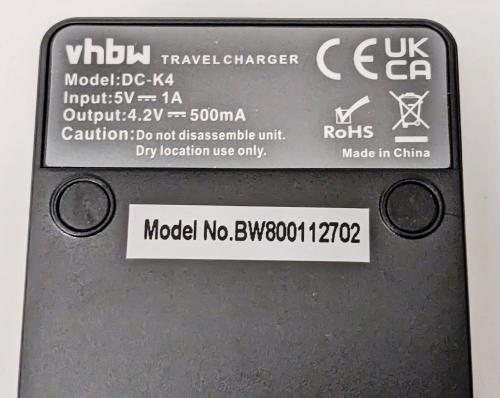 vhbw TRAVEL CHARGER
Model:DC-K4
Input:5V⎓1A
Output:4.2V⎓500mA
Caution:Do not disassemble unit.
Dry location use only.
CE UK
CA
RoHS
Made in China
Model No.BW800112702